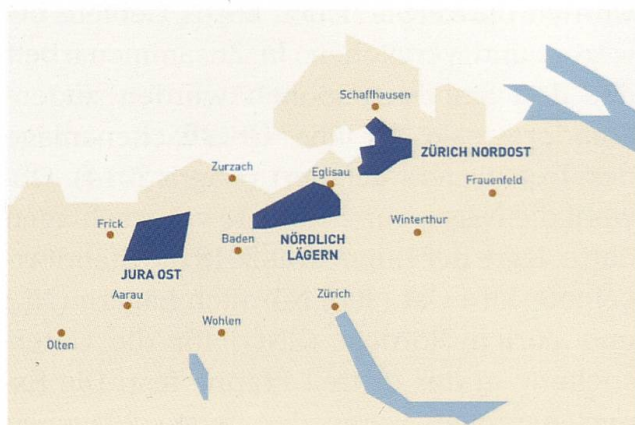 Schaffhausen
ZÜRICH NORDOST
Zurzach
Eglisau
Frauenfeld
Frick
Baden
NÖRDLICH
LÄGERN
Winterthur
JURA OST
Aarau
Zürich
Wohlen
Olten